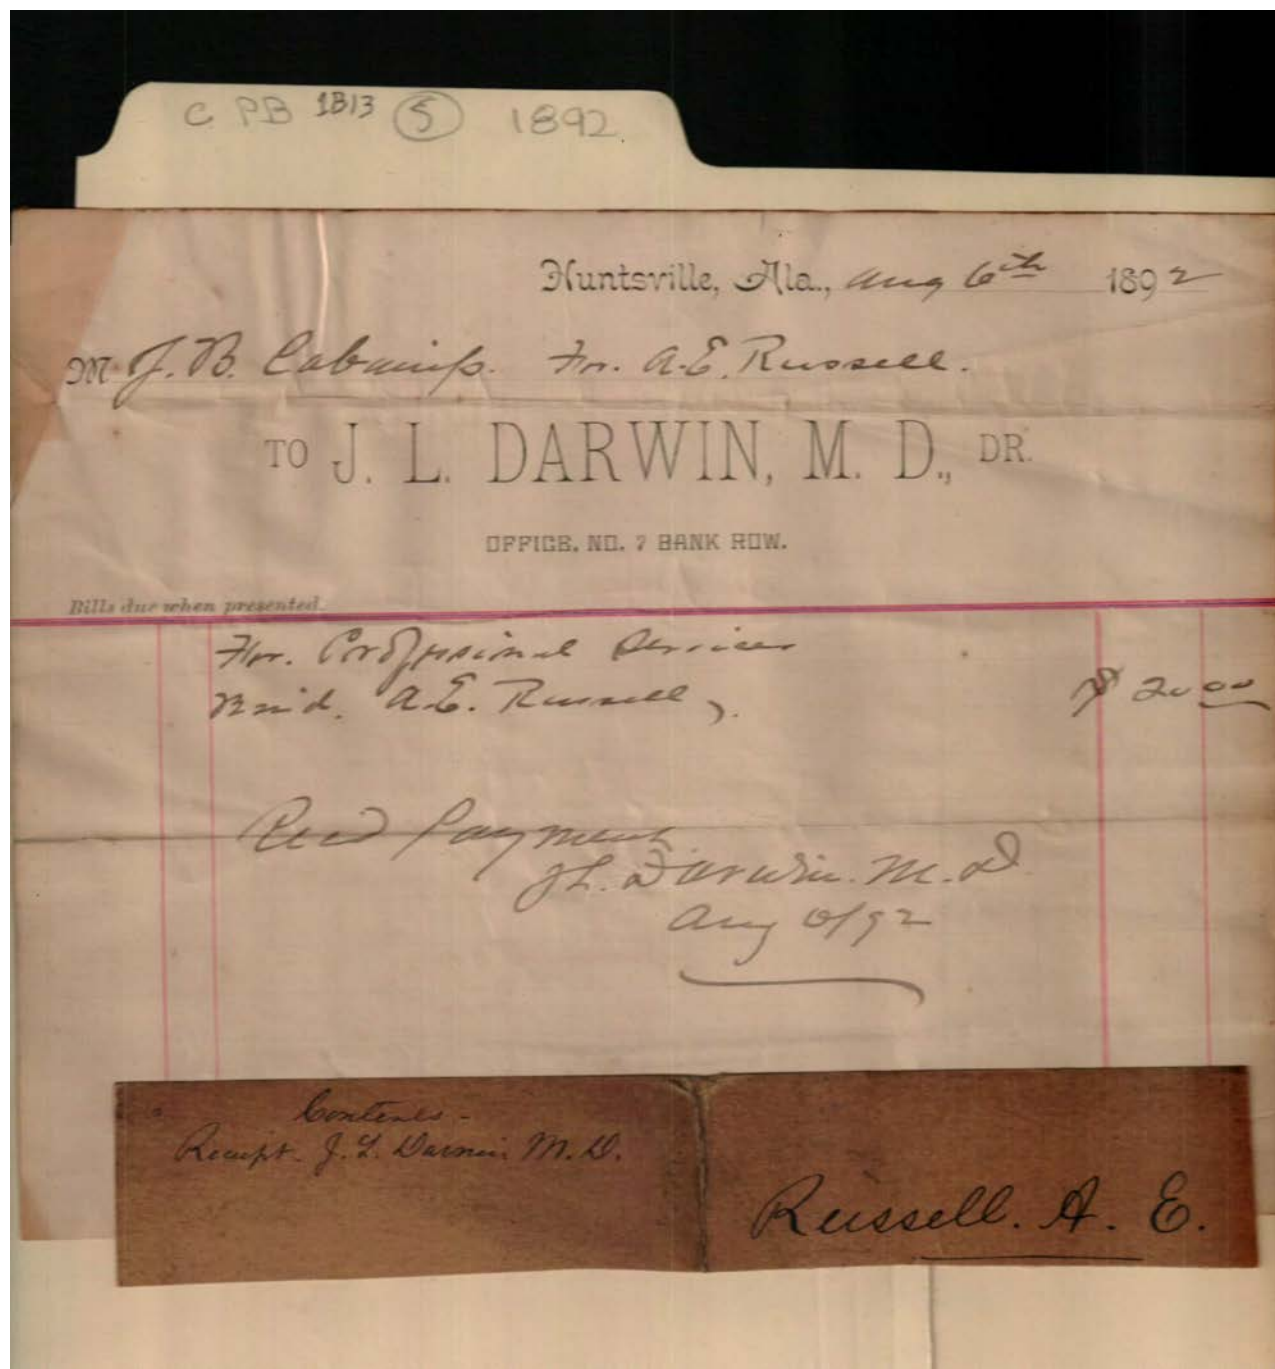 C PB 1B13 5 1892
Huntsville, Ala., Aug 6th 1892
M J. B. Cabaniss. For. A.E. Russell.
TO J. L. DARWIN, M. D., DR.
OFFICE, NO. 7 BANK ROW.
Bills due when presented.
For. Professional Services
A.E. Russell,
$ 20 00
Recd Payment
J L. Darwin. M. D.
Aug 6/92
Contents -
Receipt J. L. Darwin M. D.
Russell. A. E.